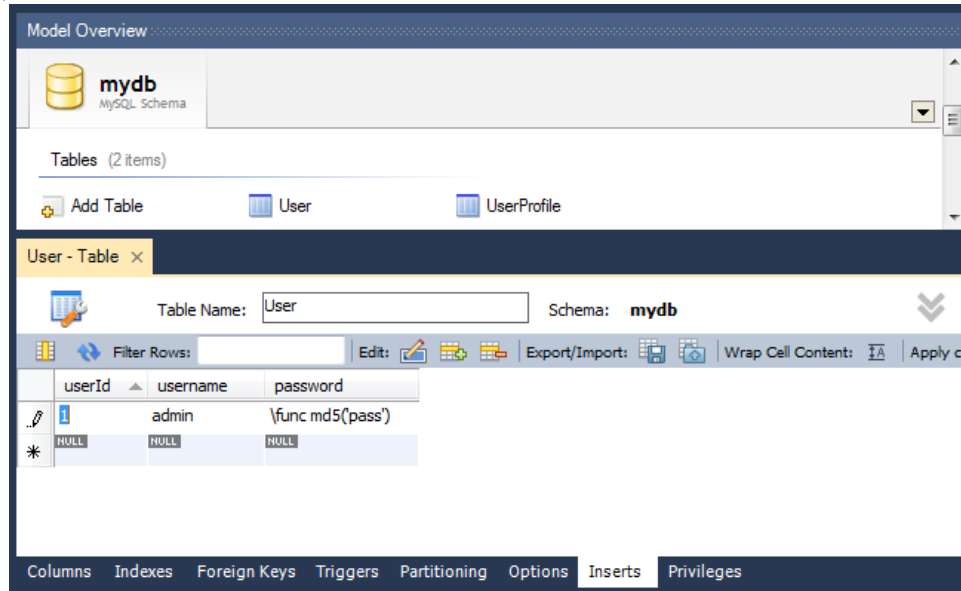 Model Overview
mydb
MySQL Schema
Tables (2 items)
Add Table User UserProfile
User - Table ×
Table Name: User Schema: mydb
Filter Rows: Edit: Export/Import: Wrap Cell Content: Apply c
userId username password
1 admin \func md5('pass')
NULL NULL NULL
Columns Indexes Foreign Keys Triggers Partitioning Options Inserts Privileges